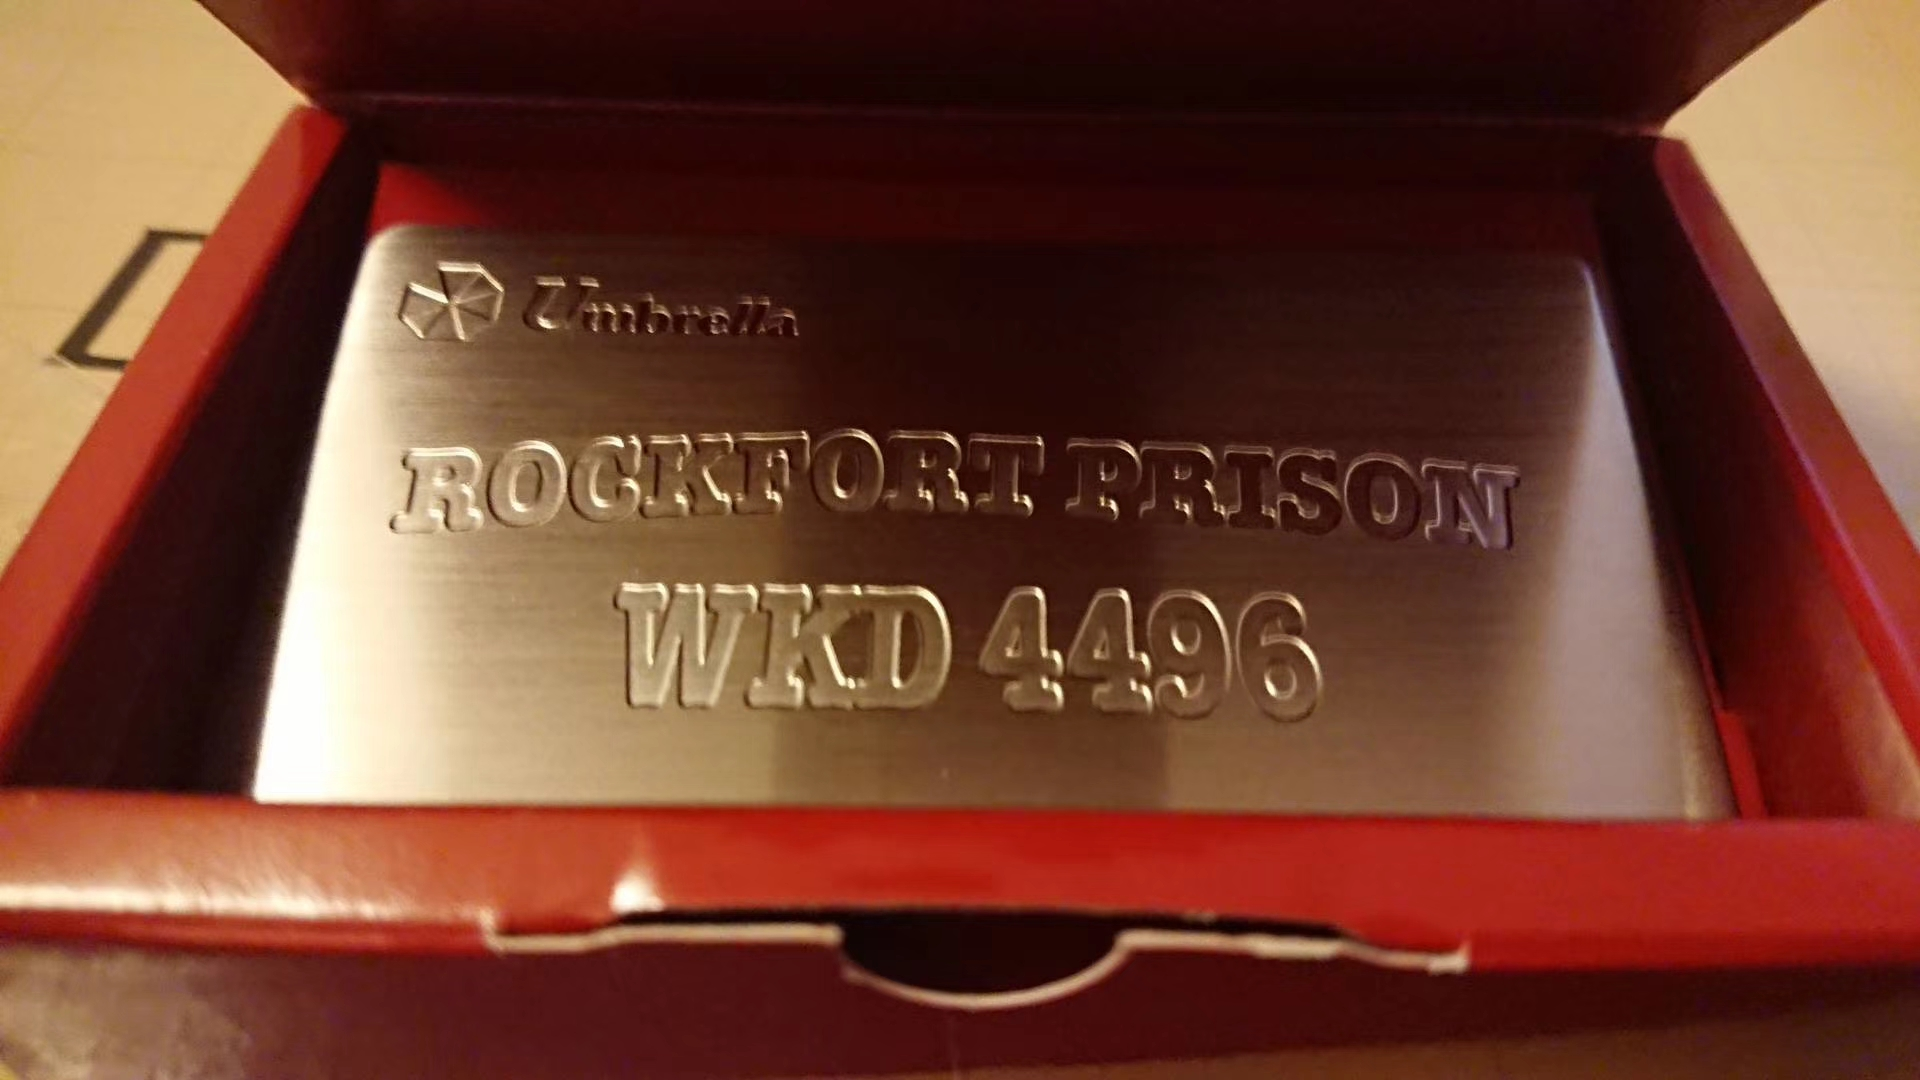 Umbrella
ROCKFORT PRISON
WKD 4496